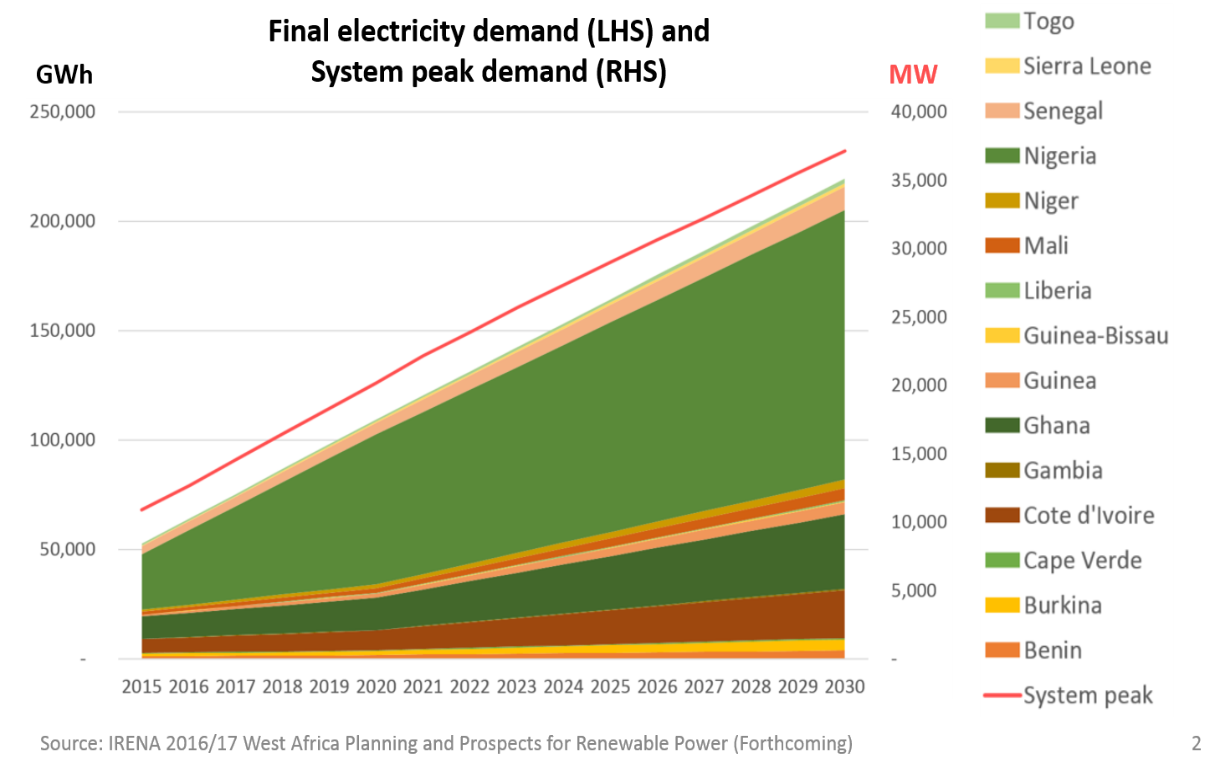 Final electricity demand (LHS) and
System peak demand (RHS)
GWh
MW
250,000
200,000
150,000
100,000
50,000
-
40,000
35,000
30,000
25,000
20,000
15,000
10,000
5,000
-
2015 2016 2017 2018 2019 2020 2021 2022 2023 2024 2025 2026 2027 2028 2029 2030
Togo
Sierra Leone
Senegal
Nigeria
Niger
Mali
Liberia
Guinea-Bissau
Guinea
Ghana
Gambia
Cote d'Ivoire
Cape Verde
Burkina
Benin
System peak
Source: IRENA 2016/17 West Africa Planning and Prospects for Renewable Power (Forthcoming)
2